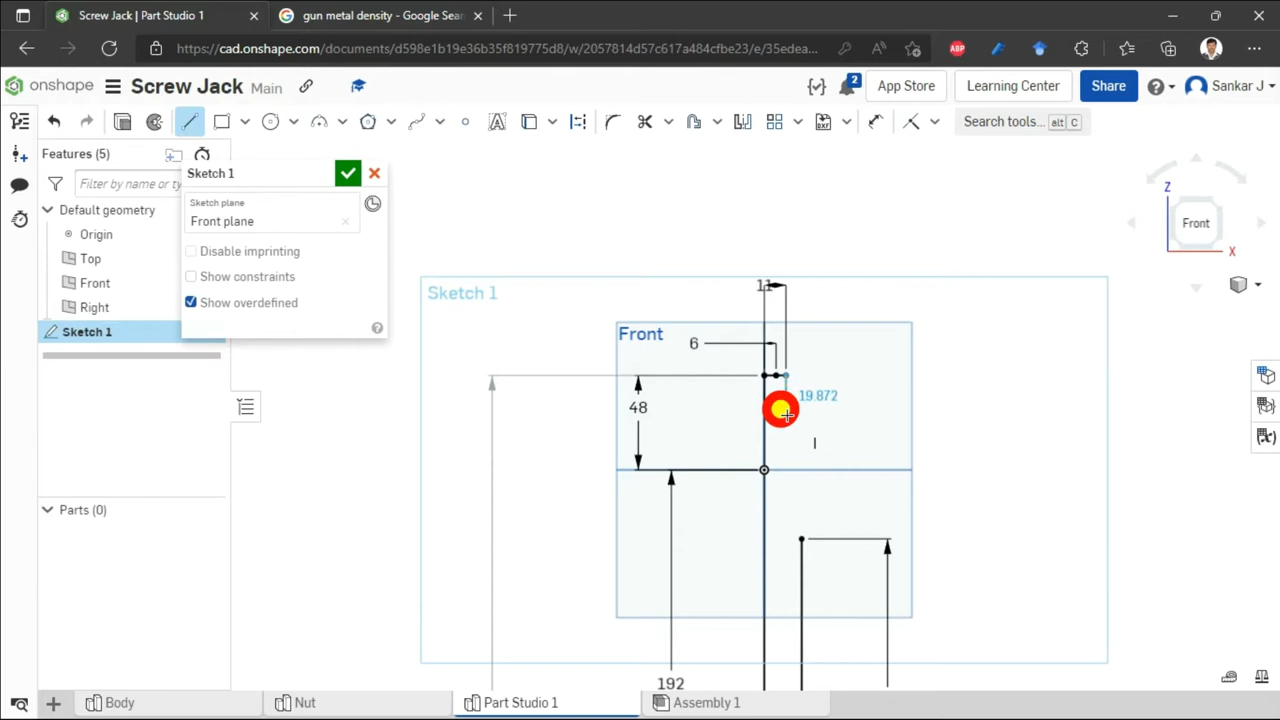 Screw Jack | Part Studio 1
gun metal density - Google Sear
https://cad.onshape.com/documents/d598e1b19e36b35f819775d8/w/2057814d57c617a484cfbe23/e/35edea...
ABP
onshape
Screw Jack
Main
2
App Store
Learning Center
Share
Sankar J
Search tools...
alt
C
Features (5)
Filter by name or ty
Default geometry
Origin
Top
Front
Right
Sketch 1
Parts (0)
Sketch 1
Sketch plane
Front plane
Disable imprinting
Show constraints
Show overdefined
Sketch 1
Front
11
6
48
19.872
192
Z
Front
X
Body
Nut
Part Studio 1
Assembly 1